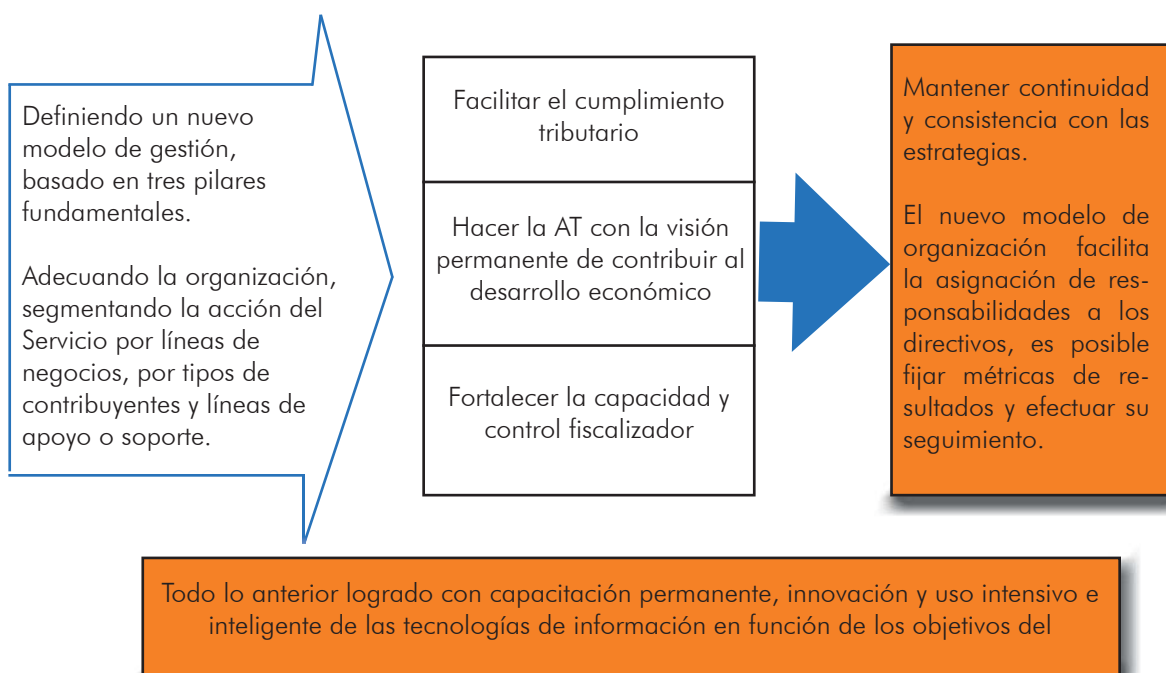 Definiendo un nuevo
modelo de gestión,
basado en tres pilares
fundamentales.
Adecuando la organización,
segmentando la acción del
Servicio por líneas de
negocios, por tipos de
contribuyentes y líneas de
apoyo o soporte.
Facilitar el cumplimiento
tributario
Hacer la AT con la visión
permanente de contribuir al
desarrollo económico
Fortalecer la capacidad y
control fiscalizador
Mantener continuidad
y consistencia con las
estrategias.
El nuevo modelo de
organización facilita
la asignación de res-
ponsabilidades a los
directivos, es posible
fijar métricas de re-
sultados y efectuar su
seguimiento.
Todo lo anterior logrado con capacitación permanente, innovación y uso intensivo e
inteligente de las tecnologías de información en función de los objetivos del